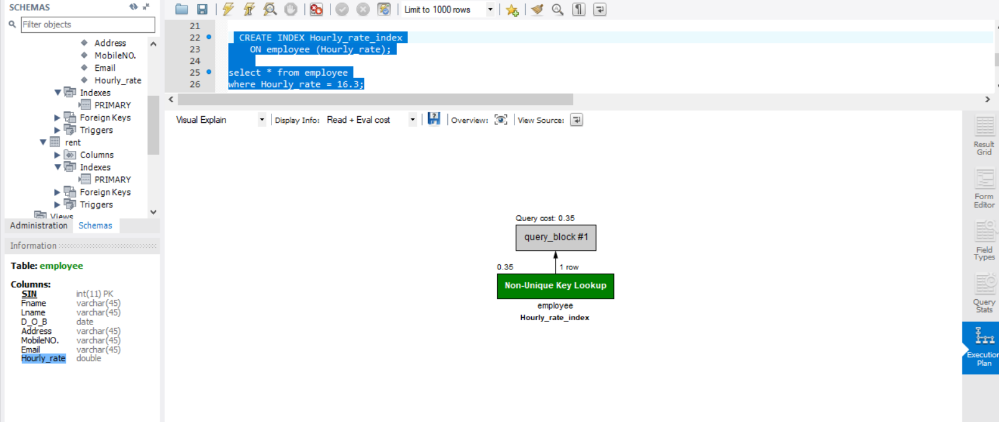 SCHEMAS
Filter objects
Address
MobileNO.
Email
Hourly_rate
Indexes
PRIMARY
Foreign Keys
Triggers
rent
Columns
Indexes
PRIMARY
Foreign Keys
Triggers
Views
Administration Schemas
Information
Table: employee
Columns:
SIN int(11) PK
Fname varchar(45)
Lname varchar(45)
D_O_B date
Address varchar(45)
MobileNO. varchar(45)
Email varchar(45)
Hourly_rate double
Limit to 1000 rows
21
22 CREATE INDEX Hourly_rate_index
23 ON employee (Hourly_rate);
24
25 select * from employee
26 where Hourly_rate = 16.3;
Visual Explain Display Info: Read + Eval cost Overview: View Source:
Query cost: 0.35
query_block #1
0.35 1 row
Non-Unique Key Lookup
employee
Hourly_rate_index
Result
Grid
Form
Editor
Field
Types
Query
Stats
Execution
Plan